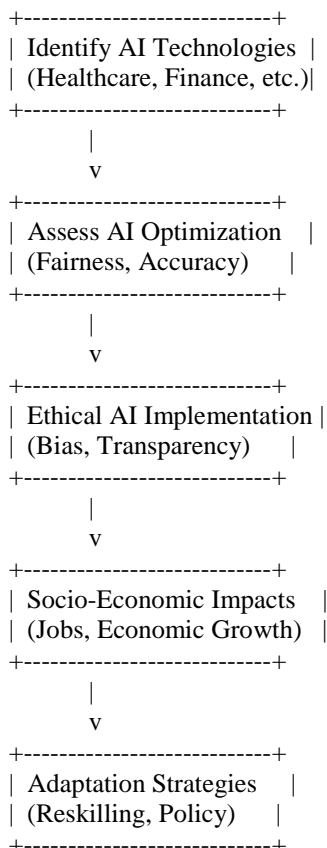 +----------------------------+
| Identify AI Technologies |
| (Healthcare, Finance, etc.)|
+----------------------------+
|
v
+----------------------------+
| Assess AI Optimization |
| (Fairness, Accuracy) |
+----------------------------+
|
v
+----------------------------+
| Ethical AI Implementation |
| (Bias, Transparency) |
+----------------------------+
|
v
+----------------------------+
| Socio-Economic Impacts |
| (Jobs, Economic Growth) |
+----------------------------+
|
v
+----------------------------+
| Adaptation Strategies |
| (Reskilling, Policy) |
+----------------------------+